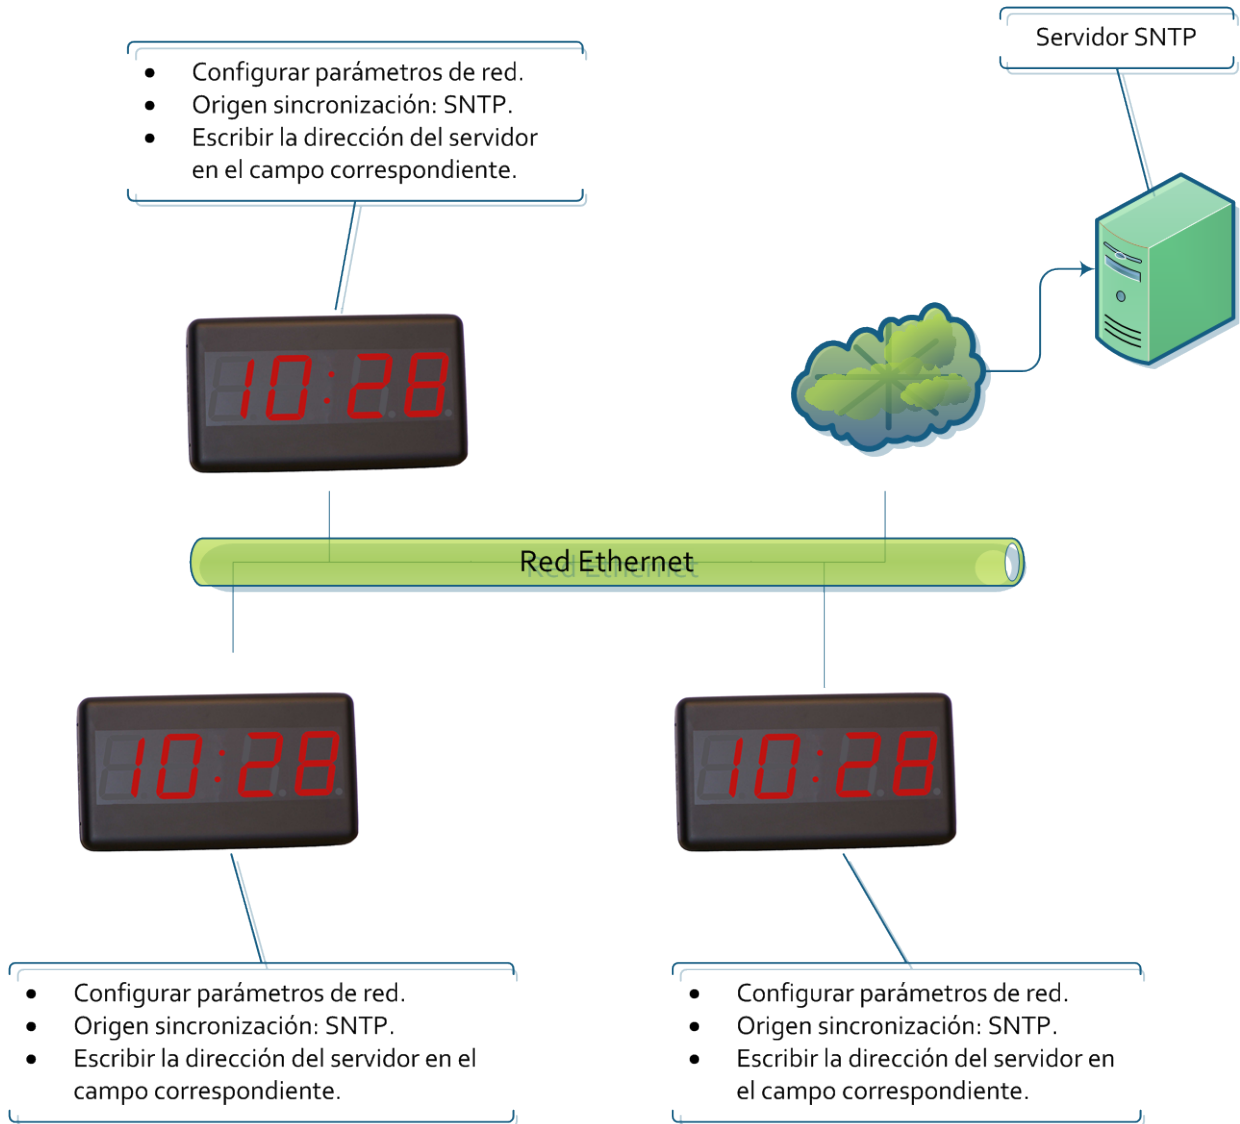 Servidor SNTP
• Configurar parámetros de red.
• Origen sincronización: SNTP.
• Escribir la dirección del servidor
en el campo correspondiente.
10:28
Red Ethernet
10:28
10:28
• Configurar parámetros de red.
• Origen sincronización: SNTP.
• Escribir la dirección del servidor en el
campo correspondiente.
• Configurar parámetros de red.
• Origen sincronización: SNTP.
• Escribir la dirección del servidor en
el campo correspondiente.